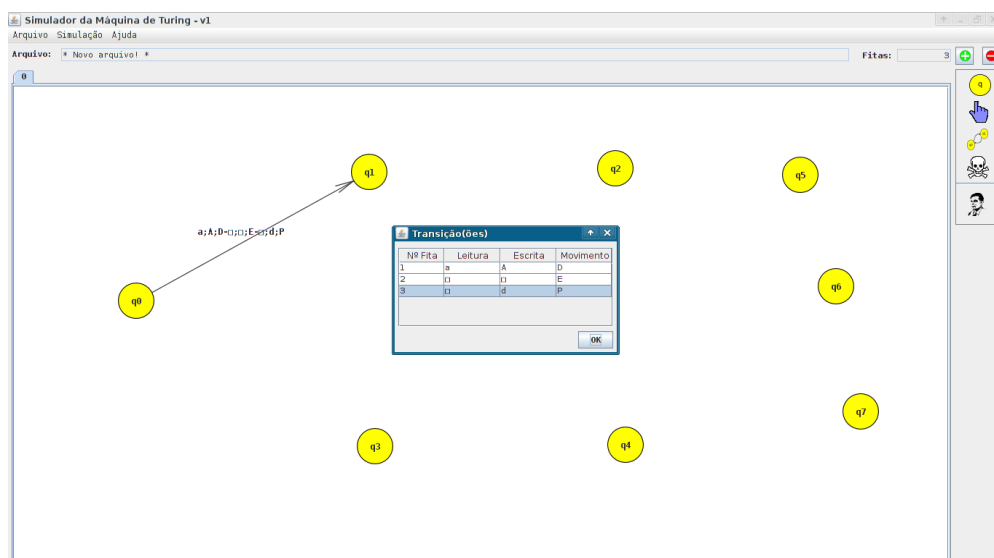 Simulador da Máquina de Turing - v1
Arquivo Simulação Ajuda
Arquivo: * Novo arquivo! * Fitas: 3
0
q
q1
q2
q5
a;A;D-□;□;E-□;d;P
Transição(ões)
Nº Fita Leitura Escrita Movimento
1 a A D
2 □ □ E
3 □ d P
OK
q0
q6
q7
q3
q4